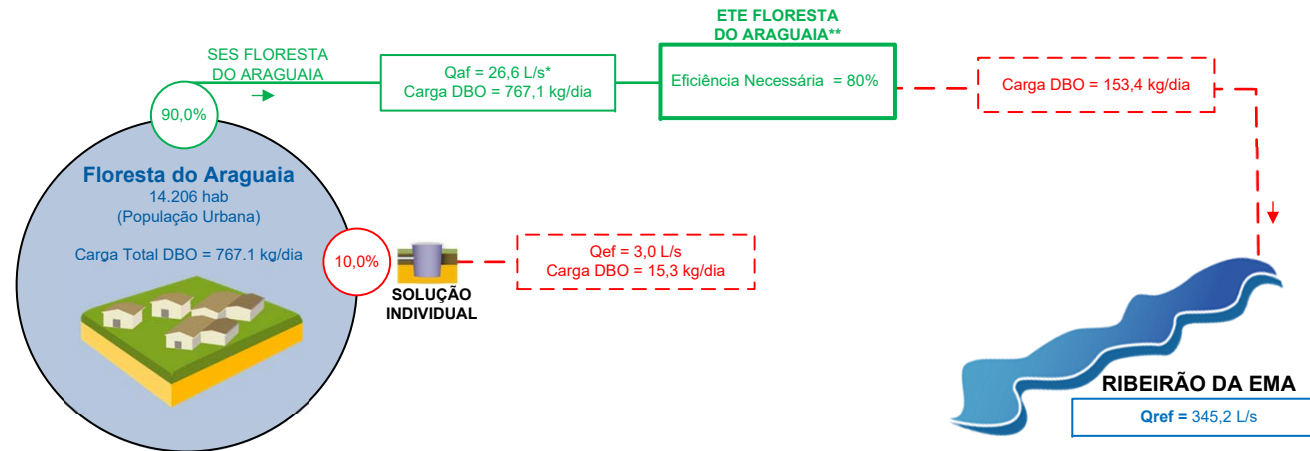 ETE FLORESTA
DO ARAGUAIA**
SES FLORESTA
DO ARAGUAIA
Qaf = 26,6 L/s*
Carga DBO = 767,1 kg/dia
Eficiência Necessária = 80%
Carga DBO = 153,4 kg/dia
90,0%
Floresta do Araguaia
14.206 hab
(População Urbana)
Carga Total DBO = 767.1 kg/dia
10,0%
SOLUÇÃO
INDIVIDUAL
Qef = 3,0 L/s
Carga DBO = 15,3 kg/dia
RIBEIRÃO DA EMA
Qref = 345,2 L/s